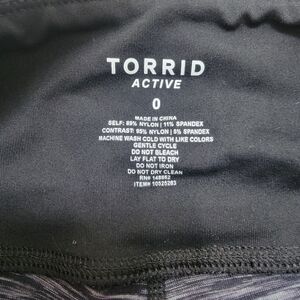 TORRID
ACTIVE
0
MADE IN CHINA
SELF: 89% NYLON | 11% SPANDEX
CONTRAST: 95% NYLON | 5% SPANDEX
MACHINE WASH COLD WITH LIKE COLORS
GENTLE CYCLE
DO NOT BLEACH
LAY FLAT TO DRY
DO NOT IRON
DO NOT DRY CLEAN
RN# 148662
ITEM# 10525283